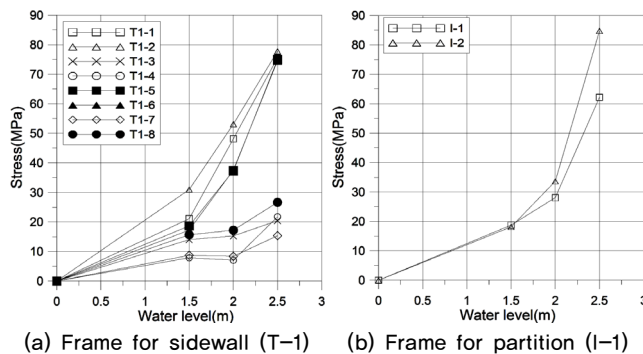 90
80
70
60
50
40
30
20
10
0
Stress(MPa)
T1-1
T1-2
T1-3
T1-4
T1-5
T1-6
T1-7
T1-8
0 0.5 1 1.5 2 2.5 3
Water level(m)
(a) Frame for sidewall (T-1)
90
80
70
60
50
40
30
20
10
0
Stress(MPa)
I-1
I-2
0 0.5 1 1.5 2 2.5 3
Water level(m)
(b) Frame for partition (I-1)